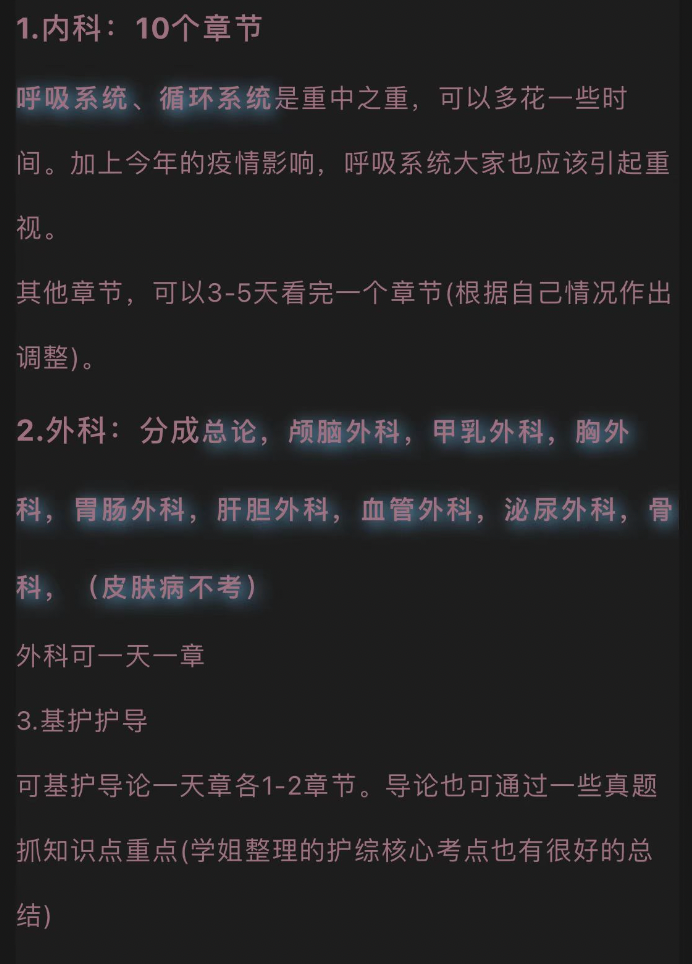 1.内科：10个章节
呼吸系统、循环系统是重中之重，可以多花一些时
间。加上今年的疫情影响，呼吸系统大家也应该引起重
视。
其他章节，可以3-5天看完一个章节(根据自己情况作出
调整)。
2.外科：分成总论，颅脑外科，甲乳外科，胸外
科，胃肠外科，肝胆外科，血管外科，泌尿外科，骨
科，（皮肤病不考）
外科可一天一章
3.基护护导
可基护导论一天章各1-2章节。导论也可通过一些真题
抓知识点重点(学姐整理的护综核心考点也有很好的总
结)